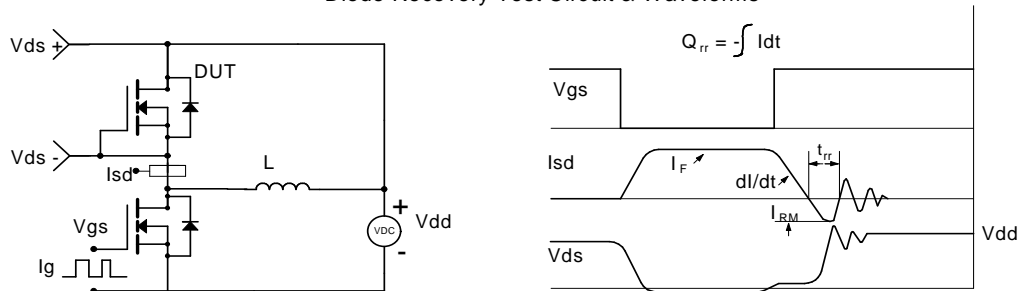 Diode Recovery Test Circuit & Waveforms
Vds +
DUT
Vds -
Isd
L
Vgs
Ig
+
VDC
Vdd
-
Q rr = - ∫ Idt
Vgs
Isd
I F
dI/dt
t rr
I RM
Vdd
Vds